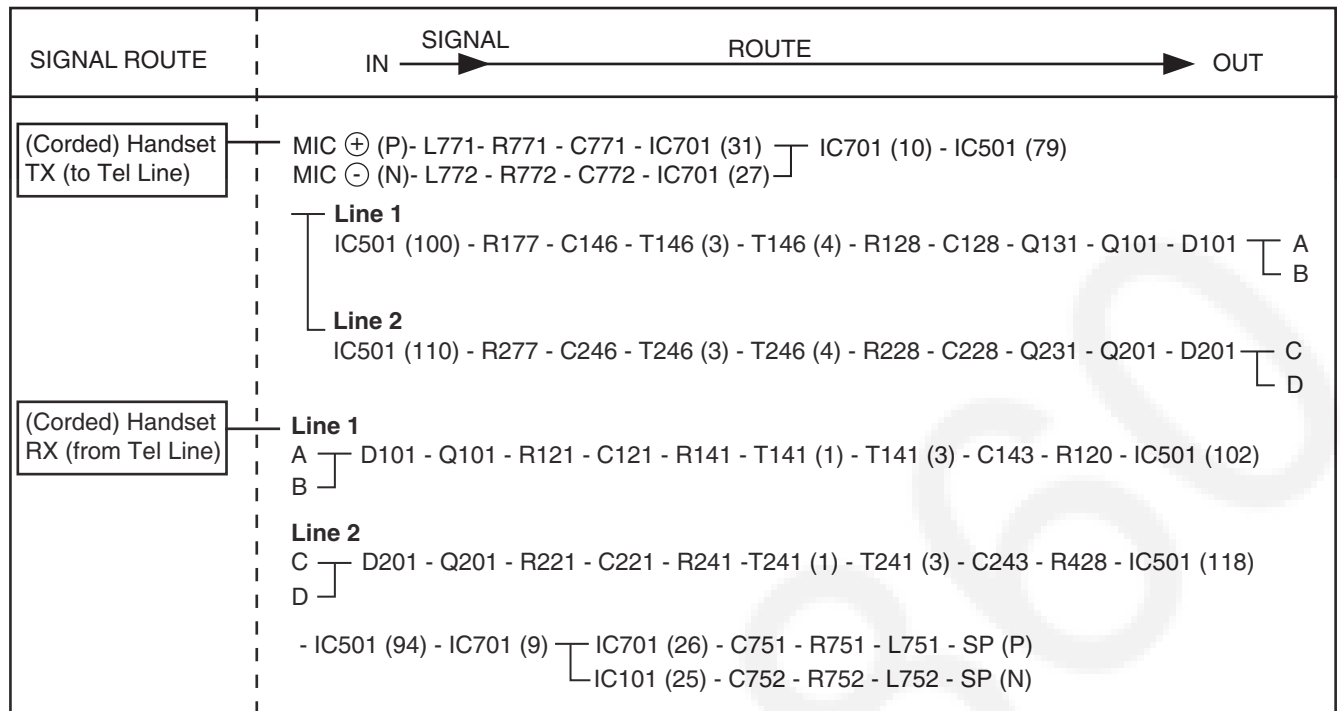 SIGNAL ROUTE
IN SIGNAL ROUTE OUT
(Corded) Handset
TX (to Tel Line)
MIC ⊕ (P)- L771- R771 - C771 - IC701 (31)
MIC ⊖ (N)- L772 - R772 - C772 - IC701 (27)
IC701 (10) - IC501 (79)
Line 1
IC501 (100) - R177 - C146 - T146 (3) - T146 (4) - R128 - C128 - Q131 - Q101 - D101 A
B
Line 2
IC501 (110) - R277 - C246 - T246 (3) - T246 (4) - R228 - C228 - Q231 - Q201 - D201 C
D
(Corded) Handset
RX (from Tel Line)
Line 1
A D101 - Q101 - R121 - C121 - R141 - T141 (1) - T141 (3) - C143 - R120 - IC501 (102)
B
Line 2
C D201 - Q201 - R221 - C221 - R241 -T241 (1) - T241 (3) - C243 - R428 - IC501 (118)
D
- IC501 (94) - IC701 (9) IC701 (26) - C751 - R751 - L751 - SP (P)
IC101 (25) - C752 - R752 - L752 - SP (N)